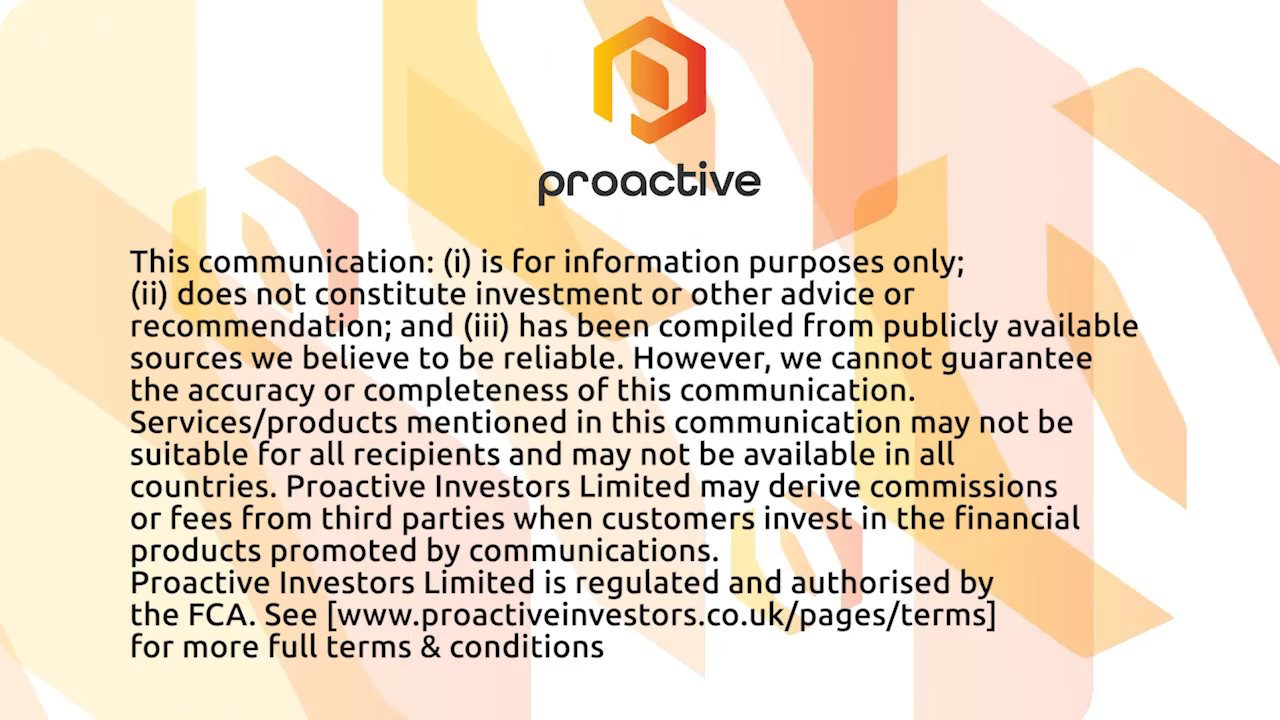 proactive
This communication: (i) is for information purposes only;
(ii) does not constitute investment or other advice or
recommendation; and (iii) has been compiled from publicly available
sources we believe to be reliable. However, we cannot guarantee
the accuracy or completeness of this communication.
Services/products mentioned in this communication may not be
suitable for all recipients and may not be available in all
countries. Proactive Investors Limited may derive commissions
or fees from third parties when customers invest in the financial
products promoted by communications.
Proactive Investors Limited is regulated and authorised by
the FCA. See [www.proactiveinvestors.co.uk/pages/terms]
for more full terms & conditions